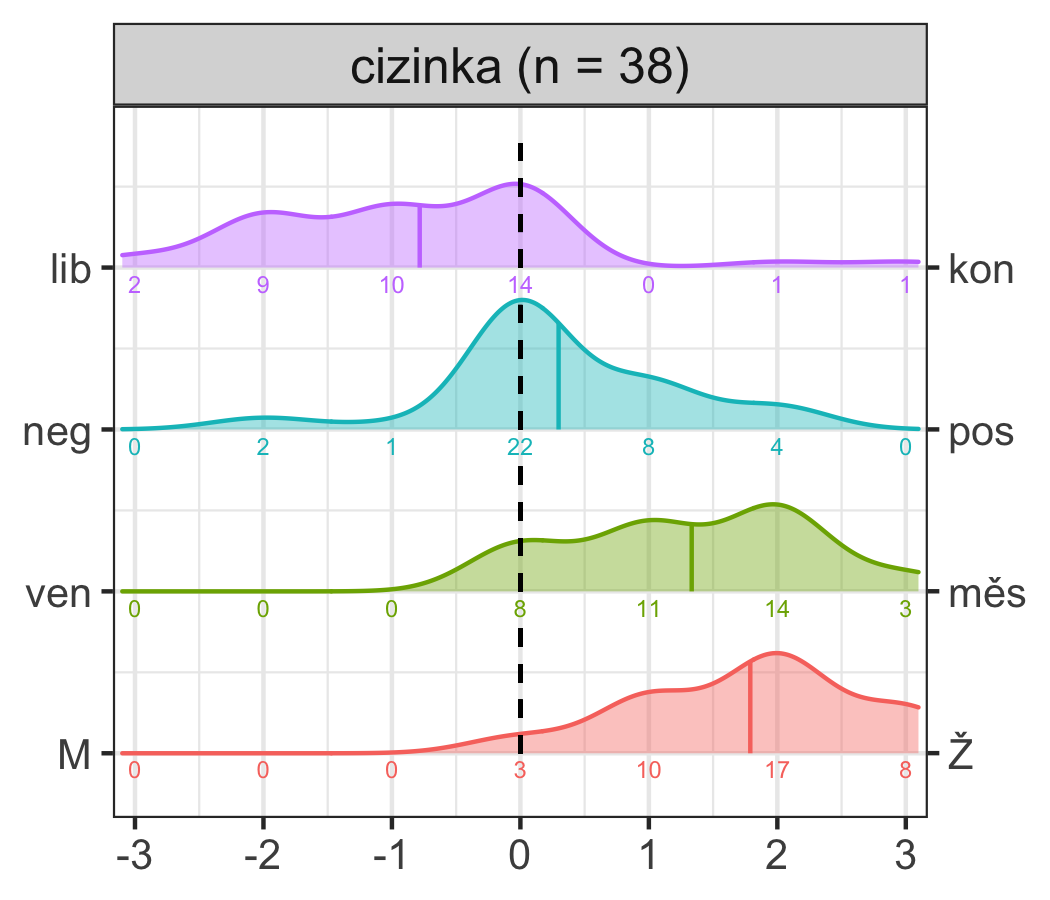 cizinka (n = 38)
lib kon
2 9 10 14 0 1 1
neg pos
0 2 1 22 8 4 0
ven měs
0 0 0 8 11 14 3
M Ž
0 0 0 3 10 17 8
-3 -2 -1 0 1 2 3